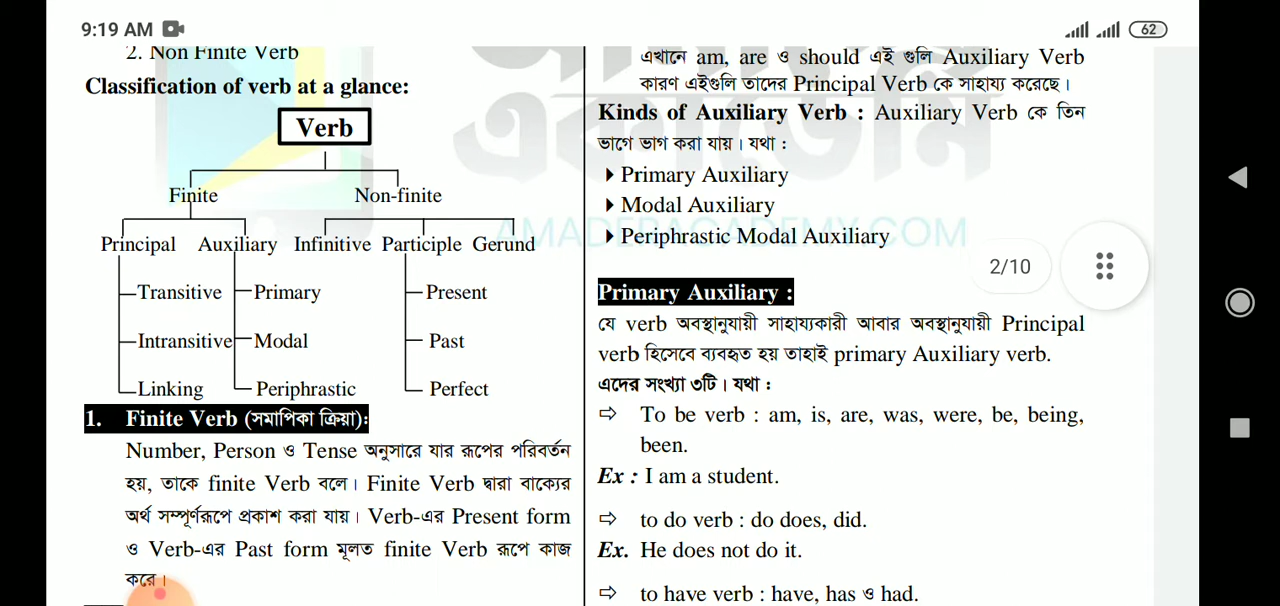 9:19 AM
62
2. Non Finite Verb
Classification of verb at a glance:
Verb
Finite Non-finite
Principal Auxiliary Infinitive Participle Gerund
Transitive Primary Present
Intransitive Modal Past
Linking Periphrastic Perfect
1. Finite Verb (সমাপিকা ক্রিয়া):
Number, Person ও Tense অনুসারে যার রূপের পরিবর্তন
হয়, তাকে finite Verb বলে। Finite Verb দ্বারা বাক্যের
অর্থ সম্পূর্ণরূপে প্রকাশ করা যায়। Verb-এর Present form
ও Verb-এর Past form মূলত finite Verb রূপে কাজ
করে।
এখানে am, are ও should এই গুলি Auxiliary Verb
কারণ এইগুলি তাদের Principal Verb কে সাহায্য করেছে।
Kinds of Auxiliary Verb : Auxiliary Verb কে তিন
ভাগে ভাগ করা যায়। যথা :
Primary Auxiliary
Modal Auxiliary
Periphrastic Modal Auxiliary
Primary Auxiliary :
যে verb অবস্থানুযায়ী সাহায্যকারী আবার অবস্থানুযায়ী Principal
verb হিসেবে ব্যবহৃত হয় তাহাই primary Auxiliary verb.
এদের সংখ্যা ৩টি। যথা :
⇨ To be verb : am, is, are, was, were, be, being,
been.
Ex : I am a student.
⇨ to do verb : do does, did.
Ex. He does not do it.
⇨ to have verb : have, has ও had.
2/10
একাডেমি
AMADERACADEMY.COM